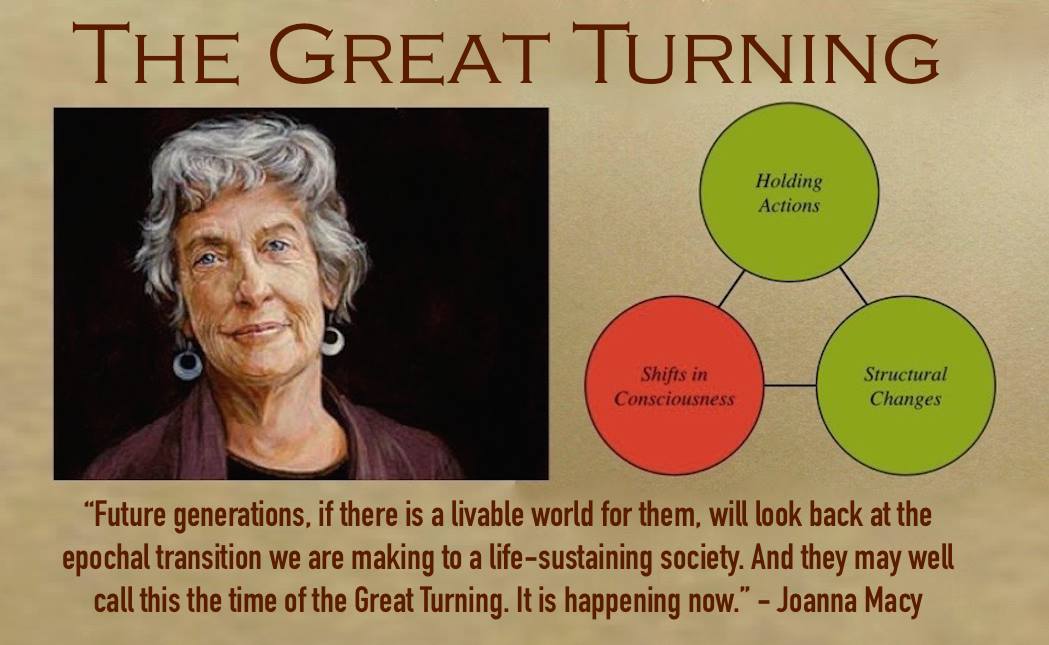 THE GREAT TURNING
Holding
Actions
Shifts in
Consciousness
Structural
Changes
“Future generations, if there is a livable world for them, will look back at the
epochal transition we are making to a life-sustaining society. And they may well
call this the time of the Great Turning. It is happening now.” - Joanna Macy